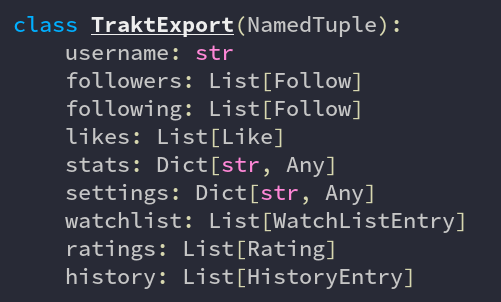 class TraktExport(NamedTuple):
    username: str
    followers: List[Follow]
    following: List[Follow]
    likes: List[Like]
    stats: Dict[str, Any]
    settings: Dict[str, Any]
    watchlist: List[WatchListEntry]
    ratings: List[Rating]
    history: List[HistoryEntry]